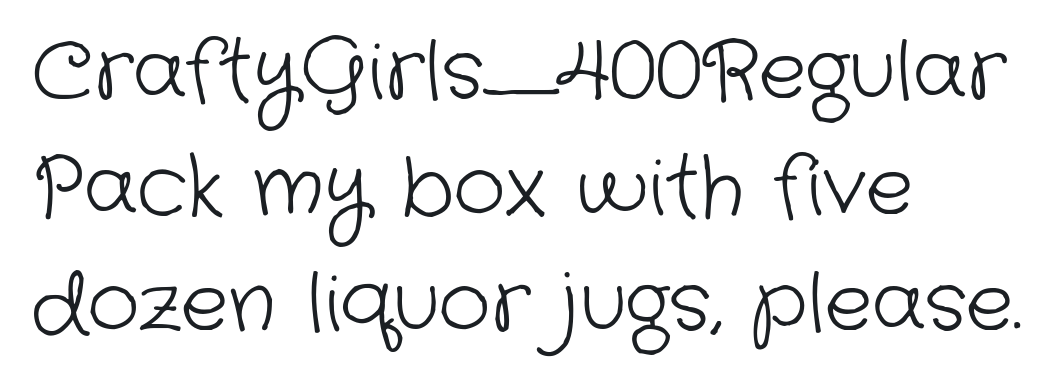 CraftyGirls_400Regular
Pack my box with five
dozen liquor jugs, please.